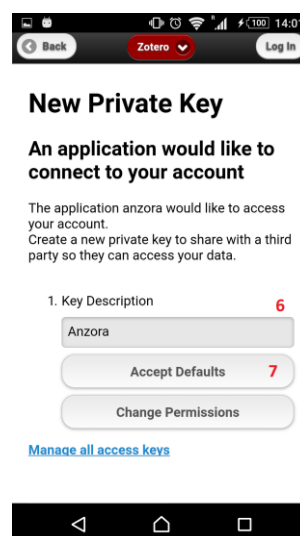 100 14:01
Back Zotero Log In
New Private Key
An application would like to
connect to your account
The application anzora would like to access
your account.
Create a new private key to share with a third
party so they can access your data.
1. Key Description 6
Anzora
Accept Defaults 7
Change Permissions
Manage all access keys